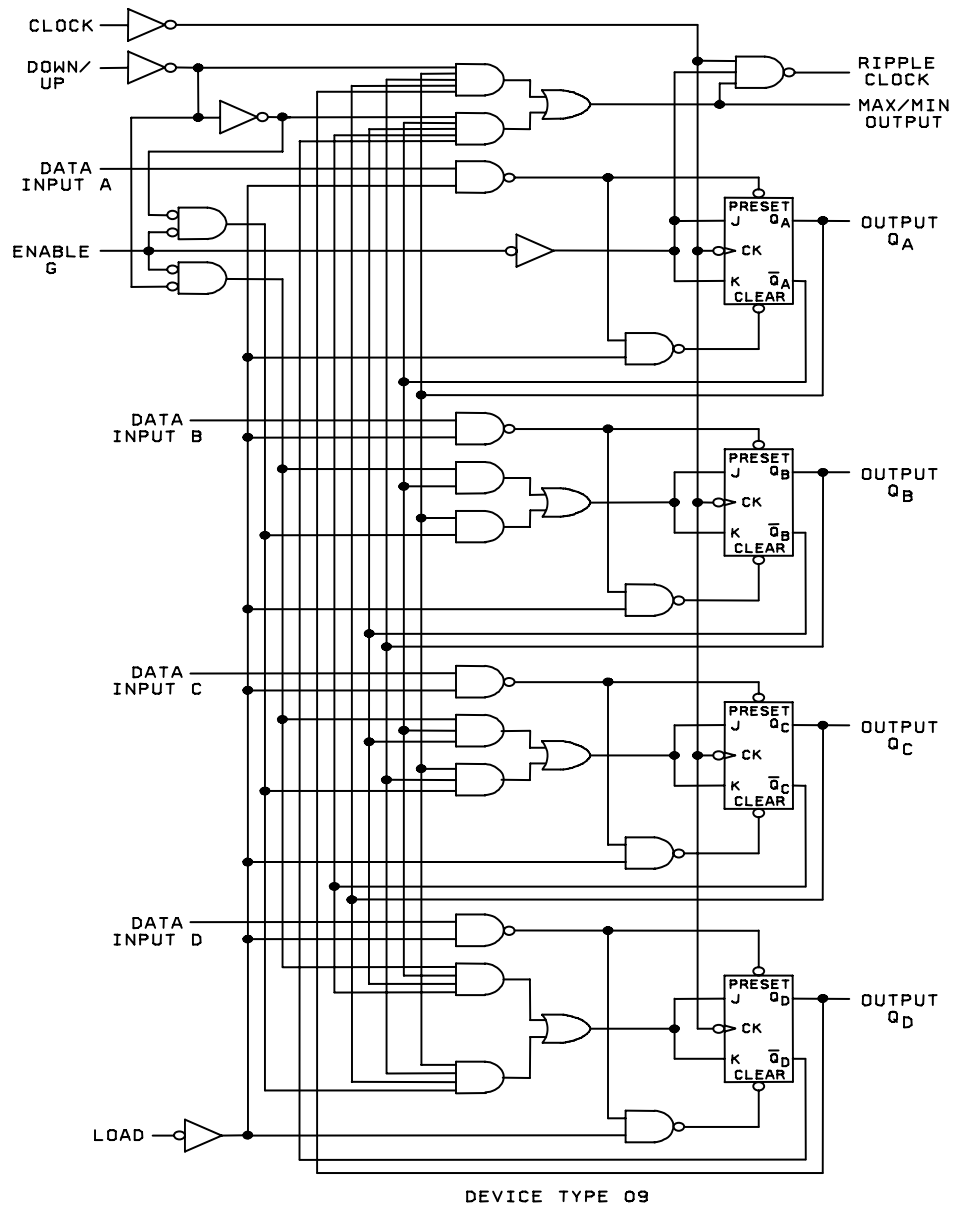 CLOCK
DOWN/
UP
RIPPLE
CLOCK
MAX/MIN
OUTPUT
DATA
INPUT A
PRESET
J QA
CK
K Q̅A
CLEAR
OUTPUT
QA
ENABLE
G
DATA
INPUT B
PRESET
J QB
CK
K Q̅B
CLEAR
OUTPUT
QB
DATA
INPUT C
PRESET
J QC
CK
K Q̅C
CLEAR
OUTPUT
QC
DATA
INPUT D
PRESET
J QD
CK
K Q̅D
CLEAR
OUTPUT
QD
LOAD
DEVICE TYPE 09